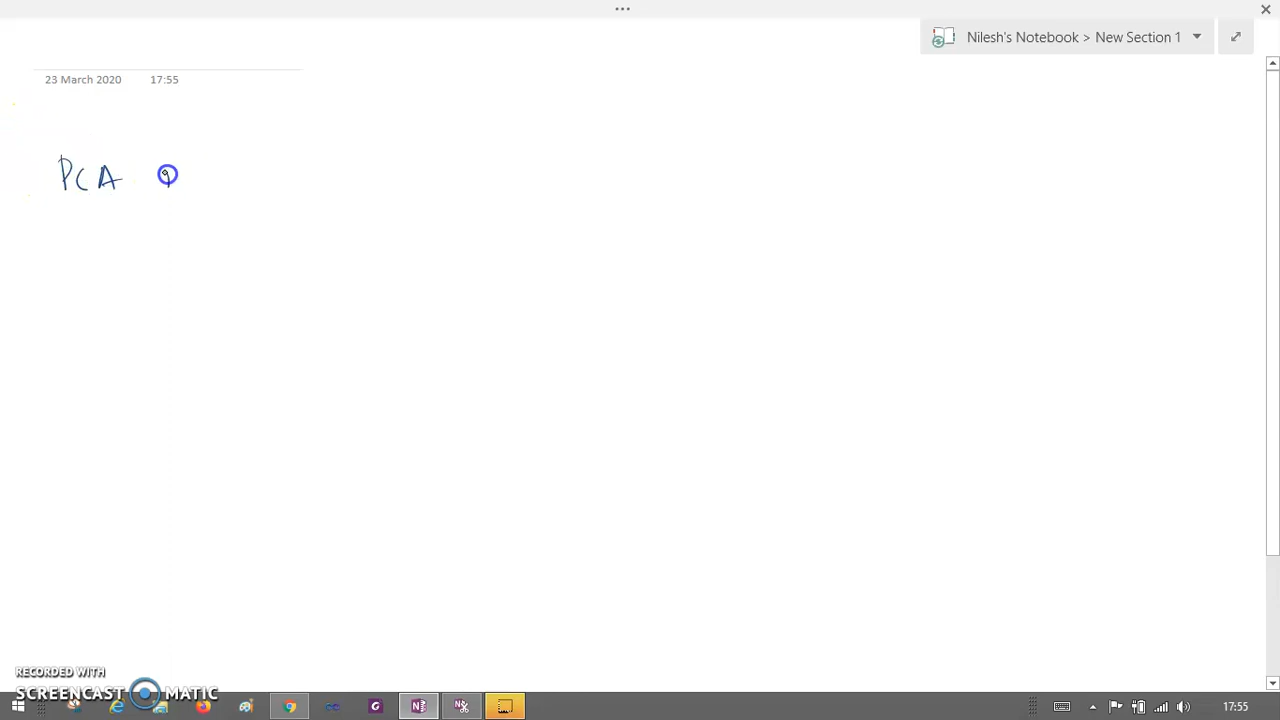 Nilesh's Notebook > New Section 1
23 March 2020 17:55
PCA
RECORDED WITH
SCREENCAST MATIC
17:55